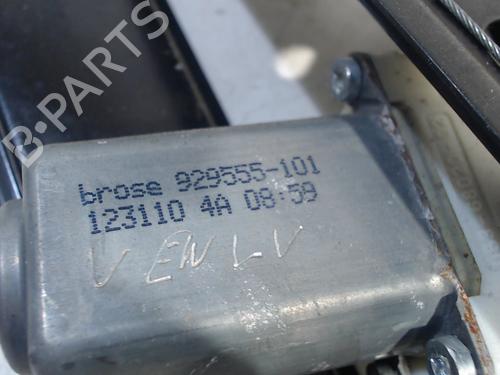 B-PARTS
brose 929555-101
123110 4A 08:59
V EN LV